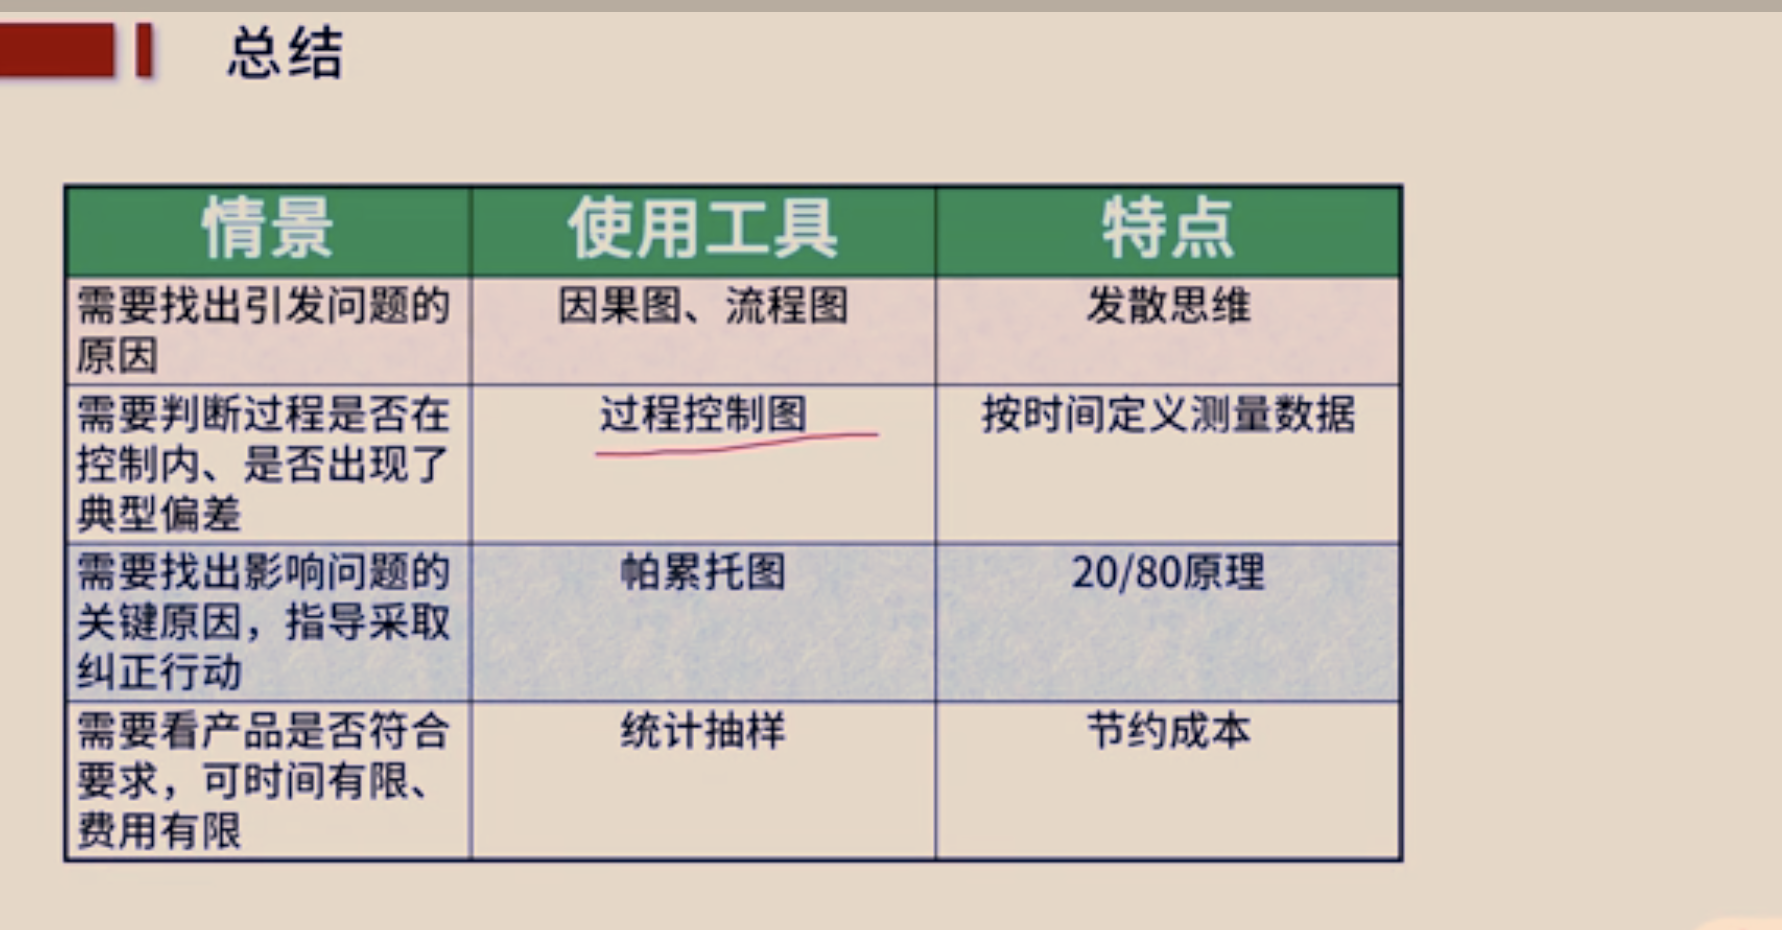 总结
情景
使用工具
特点
需要找出引发问题的
原因
因果图、流程图
发散思维
需要判断过程是否在
控制内、是否出现了
典型偏差
过程控制图
按时间定义测量数据
需要找出影响问题的
关键原因，指导采取
纠正行动
帕累托图
20/80原理
需要看产品是否符合
要求，可时间有限、
费用有限
统计抽样
节约成本